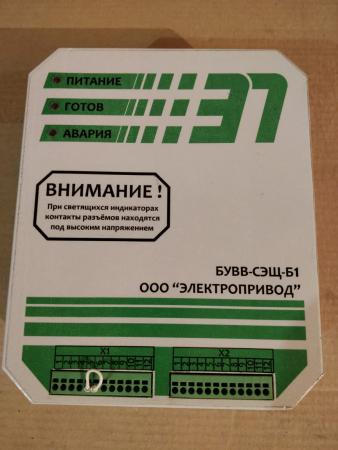 ПИТАНИЕ
ГОТОВ
АВАРИЯ
ЭП
ВНИМАНИЕ !
При светящихся индикаторах
контакты разъёмов находятся
под высоким напряжением
БУВВ-СЭЩ-Б1
ООО "ЭЛЕКТРОПРИВОД"
X1
X2